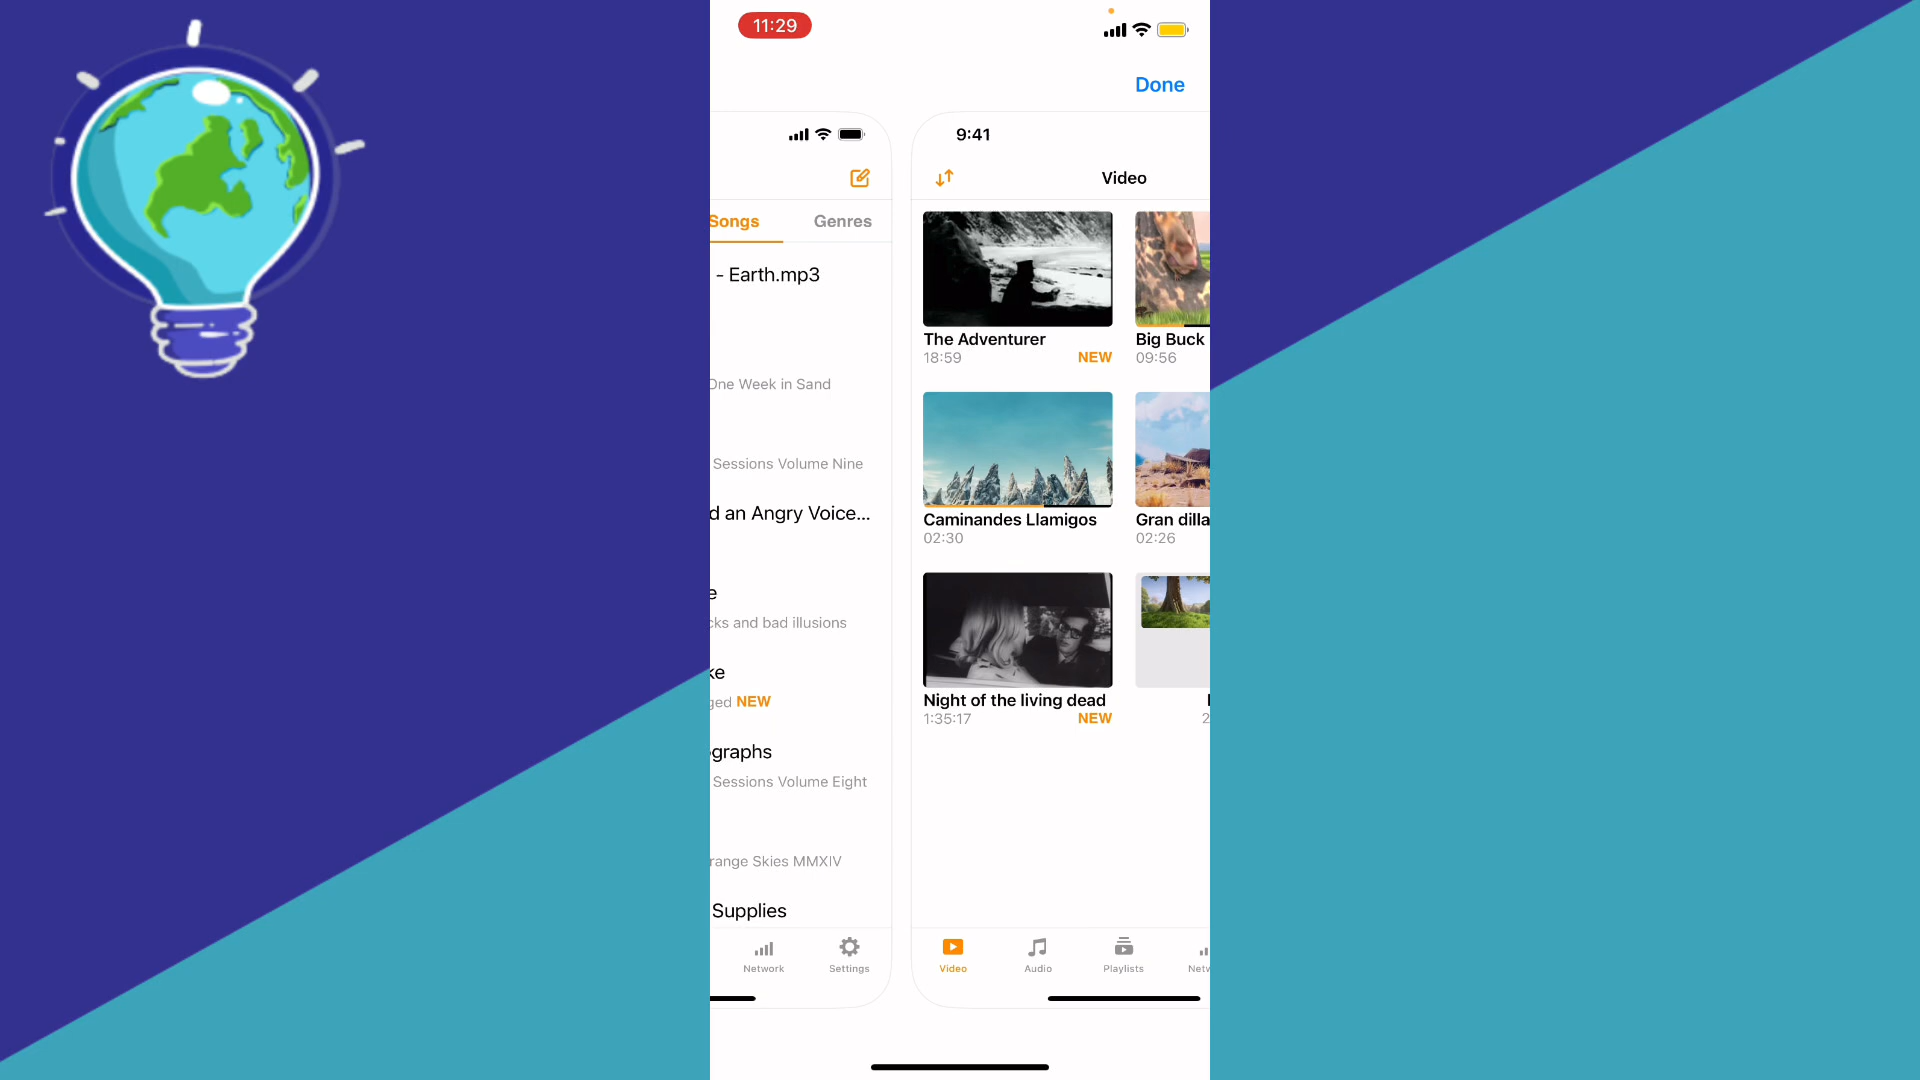 11:29
Done
Songs
Genres
- Earth.mp3
One Week in Sand
Sessions Volume Nine
d an Angry Voice...
e
cks and bad illusions
ke
ged NEW
graphs
Sessions Volume Eight
range Skies MMXIV
Supplies
Network
Settings
9:41
Video
The Adventurer
18:59
NEW
Big Buck
09:56
Caminandes Llamigos
02:30
Gran dilla
02:26
Night of the living dead
1:35:17
NEW
2
Video
Audio
Playlists
Netw